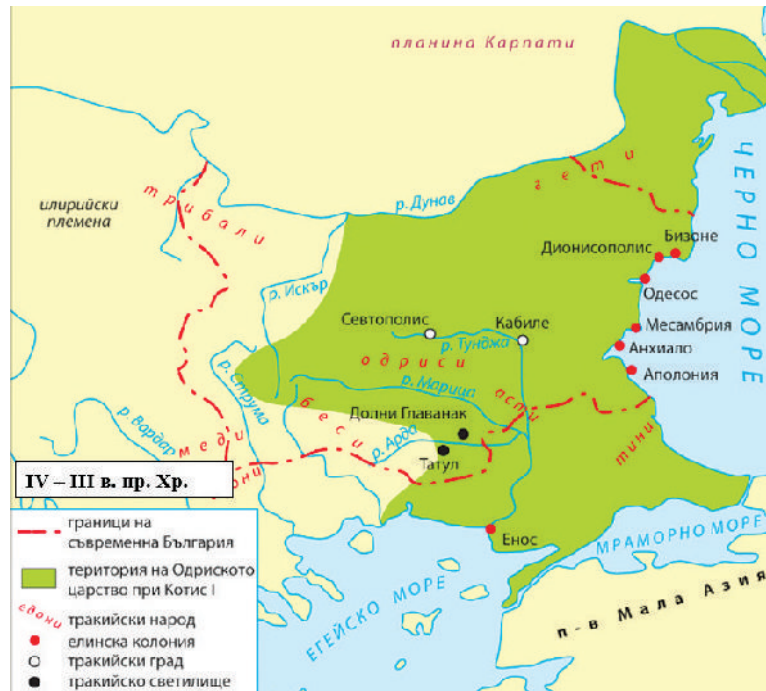 планина Карпати
ЧЕРНО МОРЕ
гети
трибали
илирийски
племена
р. Дунав
Бизоне
Дионисополис
р. Искър
Одесос
Севтополис
Кабиле
Месамбрия
р. Тунджа
Анхиало
одриси
р. Струма
р. Марица
Аполония
асти
беси
Долни Главанак
р. Вардар
меди
р. Арда
тини
Татул
IV – III в. пр. Хр.
Енос
МРАМОРНО МОРЕ
ЕГЕЙСКО МОРЕ
п-в Мала Азия
граници на
съвременна България
територия на Одриското
царство при Котис I
едони
тракийски народ
елинска колония
тракийски град
тракийско светилище